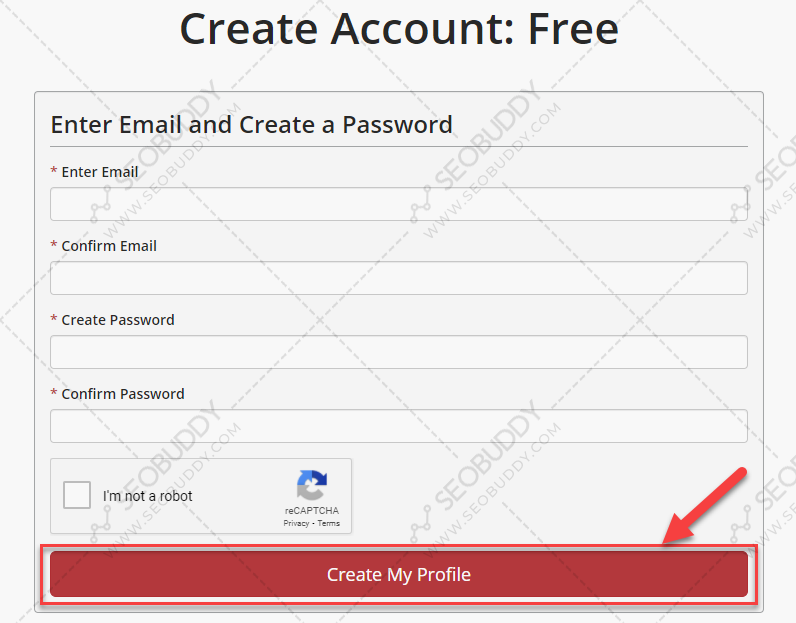 Create Account: Free
Enter Email and Create a Password
* Enter Email
* Confirm Email
* Create Password
* Confirm Password
I'm not a robot
reCAPTCHA
Privacy - Terms
Create My Profile
SEOBUDDY
WWW.SEOBUDDY.COM
SEOBUDDY
WWW.SEOBUDDY.COM
SEOBUDDY
WWW.SEOBUDDY.COM
SEOBUDDY
WWW.SEOBUDDY.COM